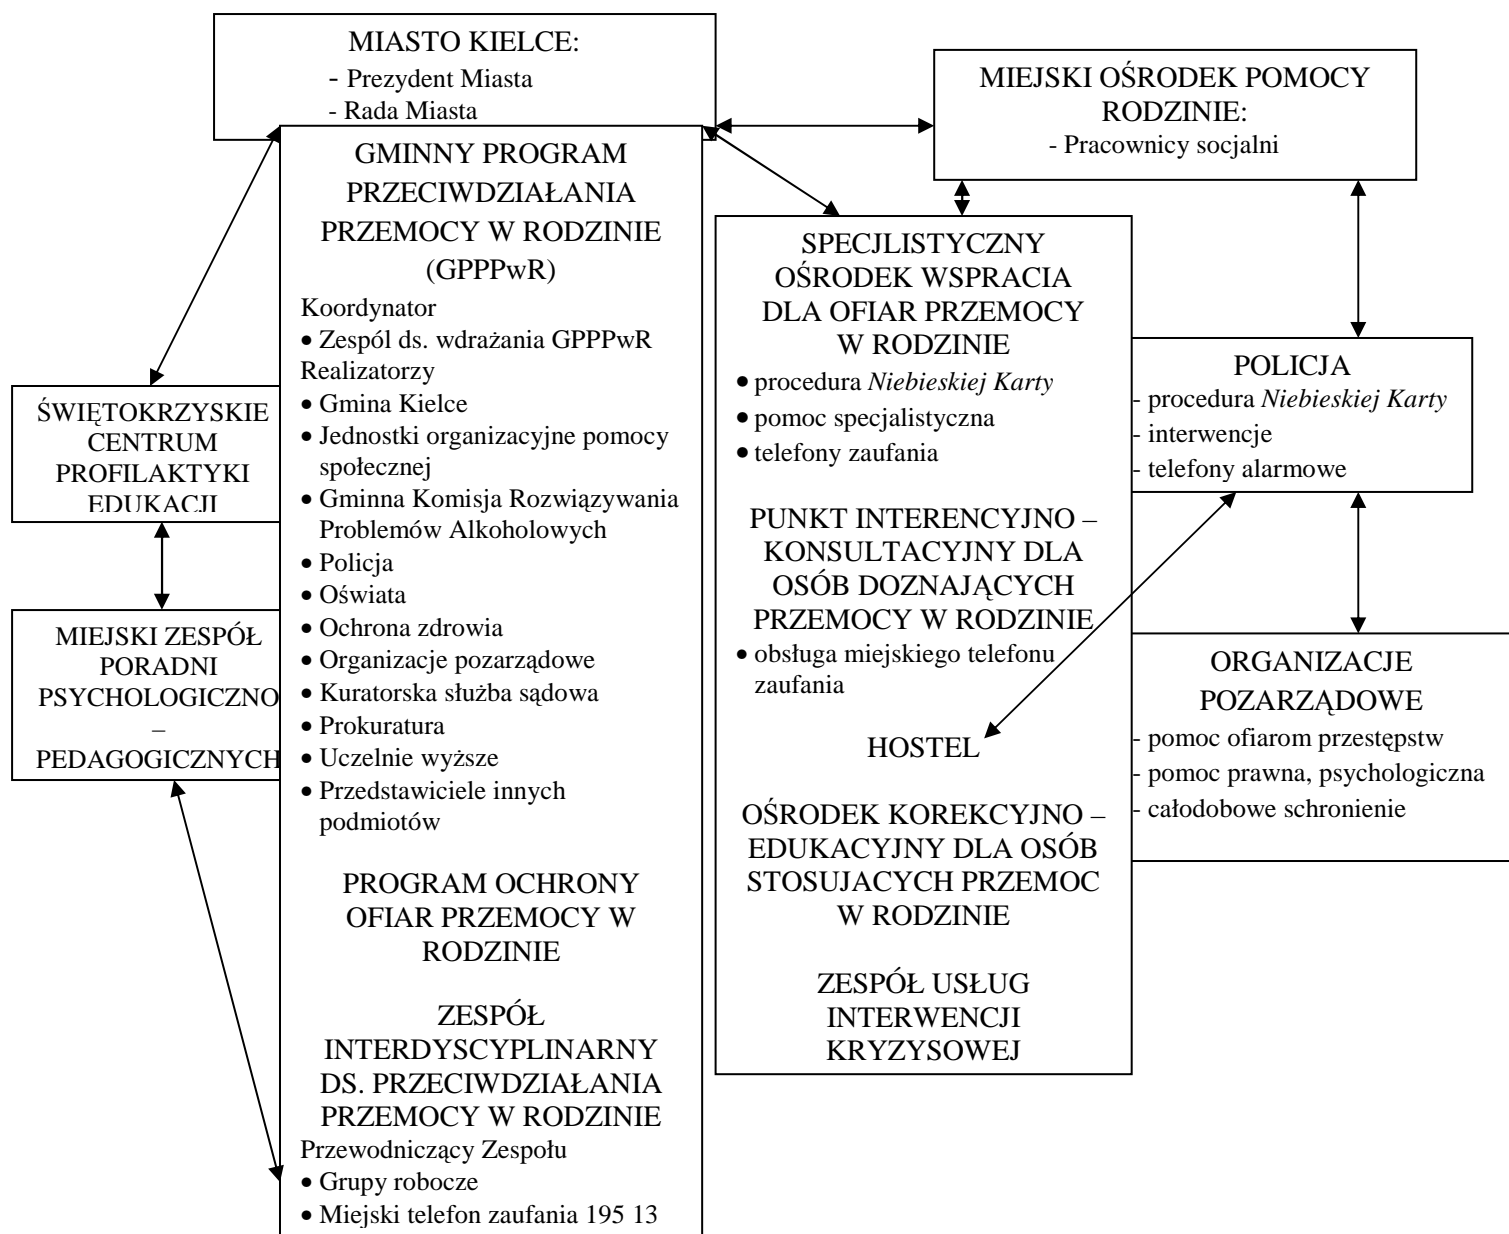 MIASTO KIELCE:
- Prezydent Miasta
- Rada Miasta
MIEJSKI OŚRODEK POMOCY
RODZINIE:
- Pracownicy socjalni
GMINNY PROGRAM
PRZECIWDZIAŁANIA
PRZEMOCY W RODZINIE
(GPPPwR)
Koordynator
• Zespól ds. wdrażania GPPPwR
Realizatorzy
• Gmina Kielce
• Jednostki organizacyjne pomocy
społecznej
• Gminna Komisja Rozwiązywania
Problemów Alkoholowych
• Policja
• Oświata
• Ochrona zdrowia
• Organizacje pozarządowe
• Kuratorska służba sądowa
• Prokuratura
• Uczelnie wyższe
• Przedstawiciele innych
podmiotów
PROGRAM OCHRONY
OFIAR PRZEMOCY W
RODZINIE
ZESPÓŁ
INTERDYSCYPLINARNY
DS. PRZECIWDZIAŁANIA
PRZEMOCY W RODZINIE
Przewodniczący Zespołu
• Grupy robocze
• Miejski telefon zaufania 195 13
ŚWIĘTOKRZYSKIE
CENTRUM
PROFILAKTYKI
EDUKACJI
MIEJSKI ZESPÓŁ
PORADNI
PSYCHOLOGICZNO
–
PEDAGOGICZNYCH
SPECJLISTYCZNY
OŚRODEK WSPRACIA
DLA OFIAR PRZEMOCY
W RODZINIE
• procedura Niebieskiej Karty
• pomoc specjalistyczna
• telefony zaufania
PUNKT INTERENCYJNO –
KONSULTACYJNY DLA
OSÓB DOZNAJĄCYCH
PRZEMOCY W RODZINIE
• obsługa miejskiego telefonu
zaufania
HOSTEL
OŚRODEK KOREKCYJNO –
EDUKACYJNY DLA OSÓB
STOSUJACYCH PRZEMOC
W RODZINIE
ZESPÓŁ USŁUG
INTERWENCJI
KRYZYSOWEJ
POLICJA
- procedura Niebieskiej Karty
- interwencje
- telefony alarmowe
ORGANIZACJE
POZARZĄDOWE
- pomoc ofiarom przestępstw
- pomoc prawna, psychologiczna
- całodobowe schronienie